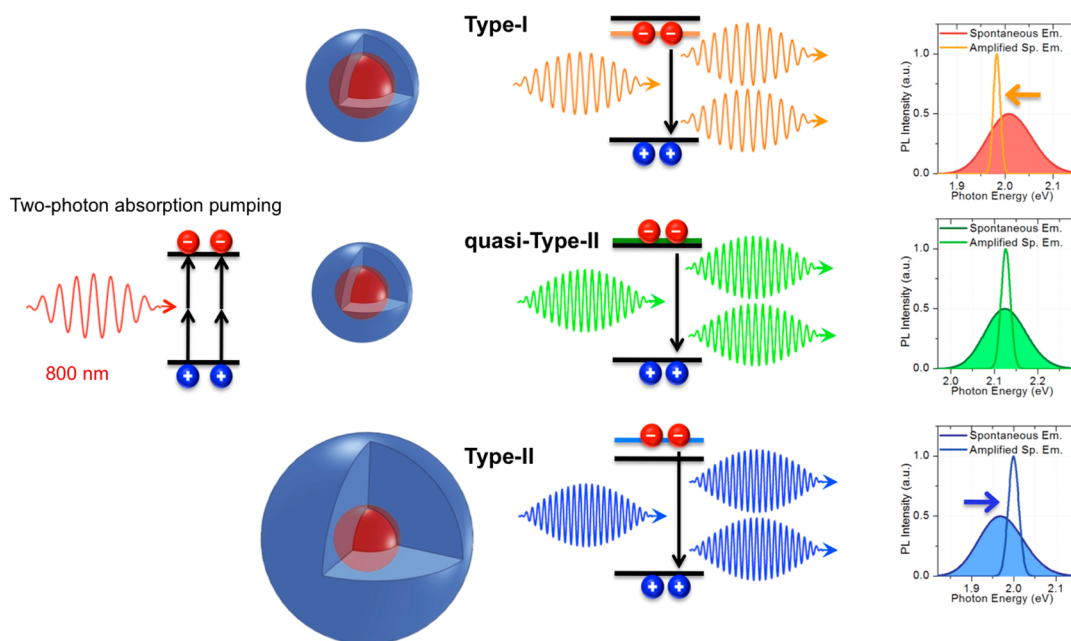 Type-I
Spontaneous Em.
Amplified Sp. Em.
PL Intensity (a.u.)
1.0
0.5
0.0
1.9
2.0
2.1
Photon Energy (eV)
Two-photon absorption pumping
800 nm
quasi-Type-II
Spontaneous Em.
Amplified Sp. Em.
PL Intensity (a.u.)
1.0
0.5
0.0
2.0
2.1
2.2
Photon Energy (eV)
Type-II
Spontaneous Em.
Amplified Sp. Em.
PL Intensity (a.u.)
1.0
0.5
0.0
1.9
2.0
2.1
Photon Energy (eV)